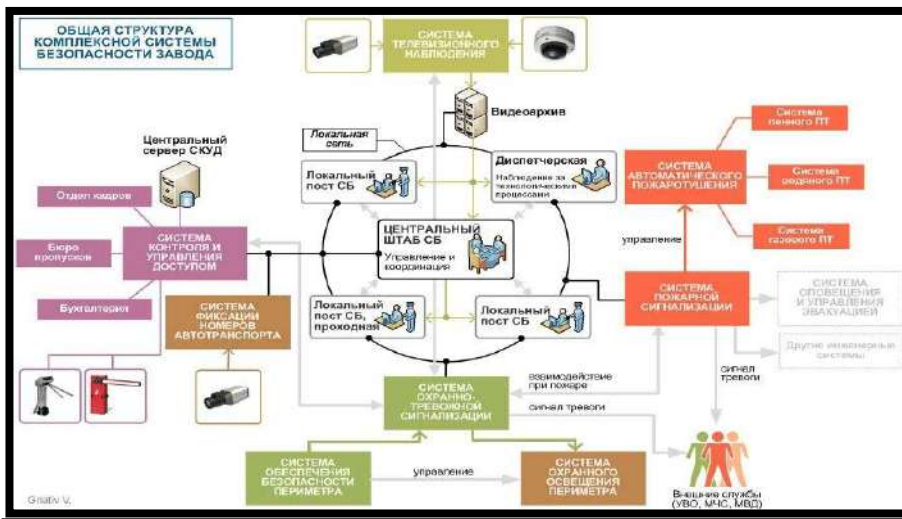 ОБЩАЯ СТРУКТУРА
КОМПЛЕКСНОЙ СИСТЕМЫ
БЕЗОПАСНОСТИ ЗАВОДА
СИСТЕМА
ТЕЛЕВИЗИОННОГО
НАБЛЮДЕНИЯ
Видеоархив
Локальная
сеть
Центральный
сервер СКУД
Локальный
пост СБ
Диспетчерская
Наблюдение за
технологическими
процессами
Система
пенного ПТ
СИСТЕМА
АВТОМАТИЧЕСКОГО
ПОЖАРОТУШЕНИЯ
Система
водяного ПТ
Система
газового ПТ
управление
Отдел кадров
Бюро
пропусков
Бухгалтерия
СИСТЕМА
КОНТРОЛЯ И
УПРАВЛЕНИЯ
ДОСТУПОМ
ЦЕНТРАЛЬНЫЙ
ШТАБ СБ
Управление и
координация
СИСТЕМА
ФИКСАЦИИ
НОМЕРОВ
АВТОТРАНСПОРТА
Локальный
пост СБ,
проходная
Локальный
пост СБ
СИСТЕМА
ПОЖАРНОЙ
СИГНАЛИЗАЦИИ
СИСТЕМА
ОПОВЕЩЕНИЯ
И УПРАВЛЕНИЯ
ЭВАКУАЦИЕЙ
Другие инженерные
системы
взаимодействие
при пожаре
сигнал
тревоги
СИСТЕМА
ОХРАННО-
ТРЕВОЖНОЙ
СИГНАЛИЗАЦИИ
сигнал тревоги
СИСТЕМА
ОБЕСПЕЧЕНИЯ
БЕЗОПАСНОСТИ
ПЕРИМЕТРА
управление
СИСТЕМА
ОХРАННОГО
ОСВЕЩЕНИЯ
ПЕРИМЕТРА
Внешние службы
(УВО, МЧС, МВД)